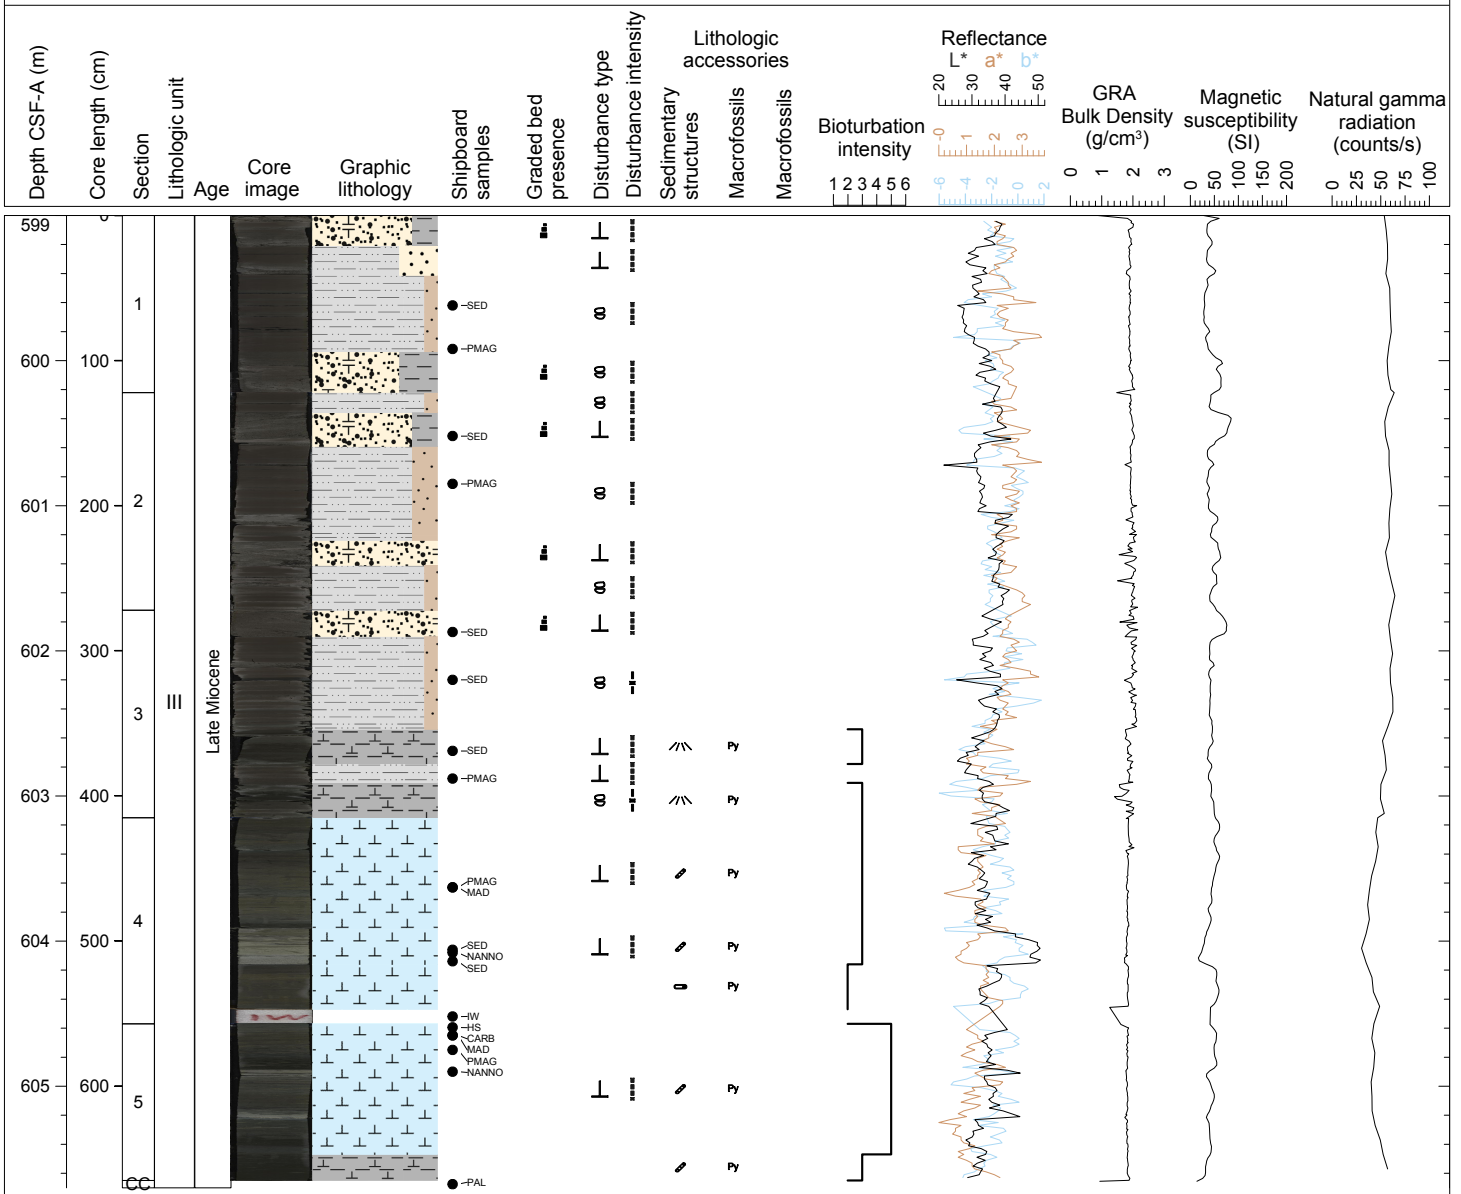 Depth CSF-A (m)
Core length (cm)
Section
Lithologic unit
Age
Core
image
Graphic
lithology
Shipboard
samples
Graded bed
presence
Disturbance type
Disturbance intensity
Lithologic
accessories
Sedimentary
structures
Macrofossils
Macrofossils
Bioturbation
intensity
1 2 3 4 5 6
Reflectance
L* a* b*
20 30 40 50
-0 1 2 3
-6 -4 -2 0 2
GRA
Bulk Density
(g/cm³)
0 1 2 3
Magnetic
susceptibility
(SI)
0 50 100 150 200
Natural gamma
radiation
(counts/s)
0 25 50 75 100
599 0
1 SED
PMAG
600 100
SED
PMAG
601 200 2
SED
602 300
SED
III Late Miocene 3
SED Py
PMAG
603 400 Py
PMAG
MAD
Py
4
604 500 SED Py
NANNO
SED
Py
IW
HS
CARB
MAD
PMAG
NANNO
605 600 Py
5
Py
CC PAL